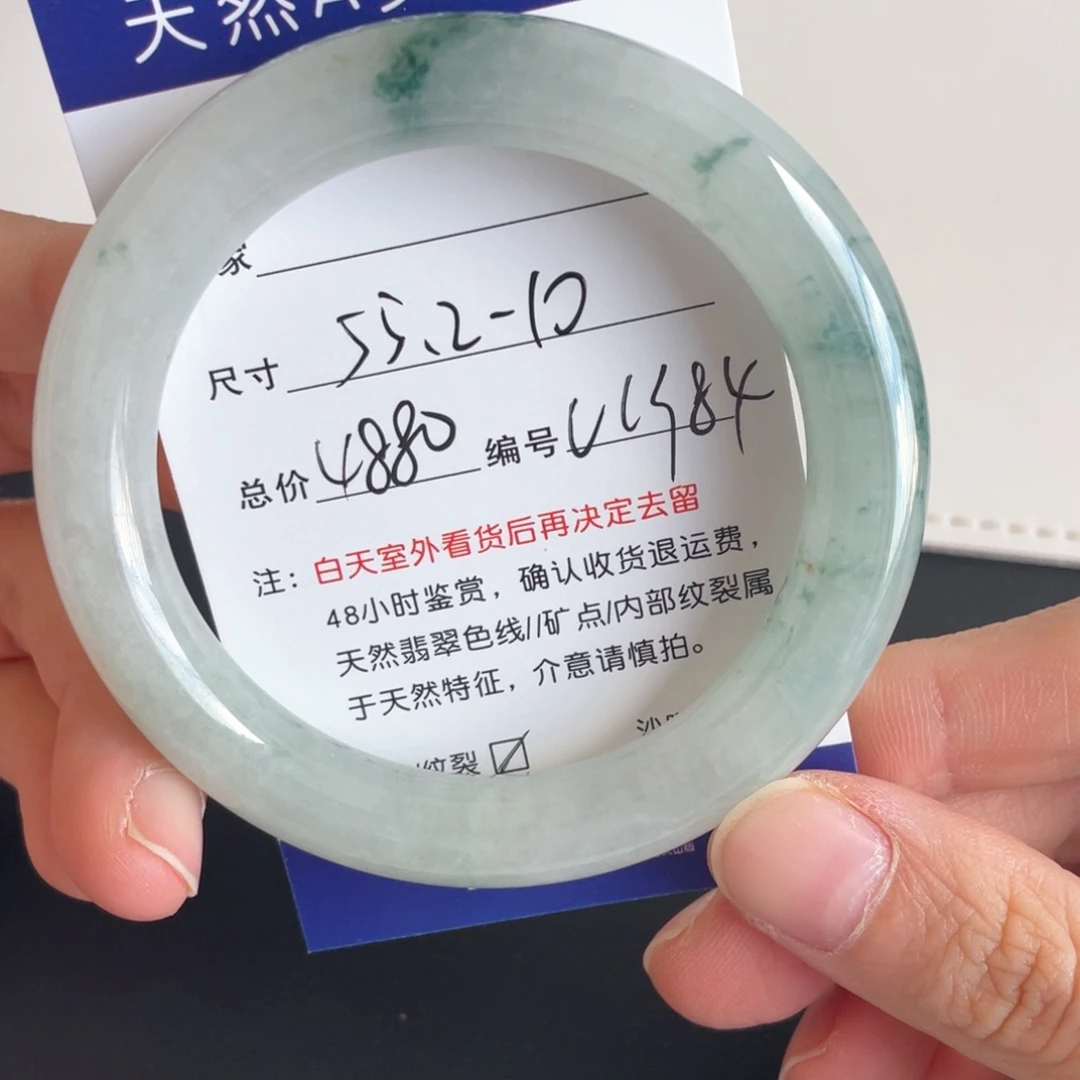 天然A
家
尺寸 55.2-10
总价 4880 编号
注：白天室外看货后再决定去留
48小时鉴赏，确认收货退运费，
天然翡翠色线//矿点/内部纹裂属
于天然特征，介意请慎拍。
/纹裂 ☑